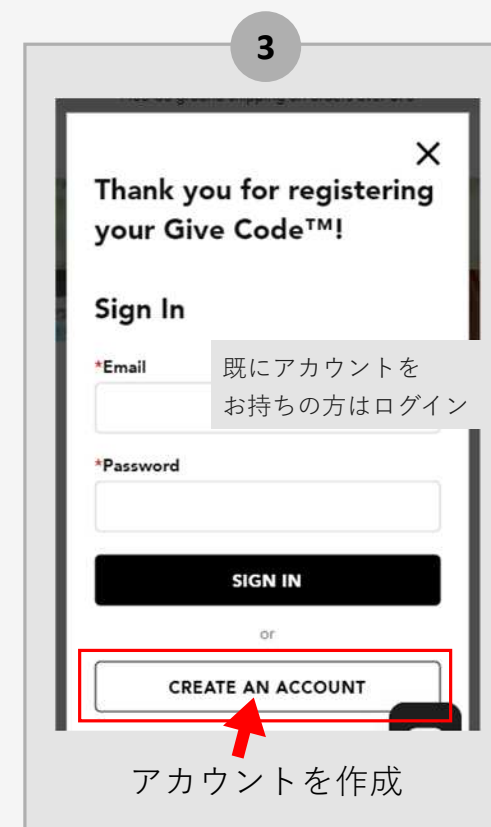 3
Thank you for registering
your Give Code™!
Sign In
*Email
既にアカウントを
お持ちの方はログイン
*Password
SIGN IN
or
CREATE AN ACCOUNT
アカウントを作成